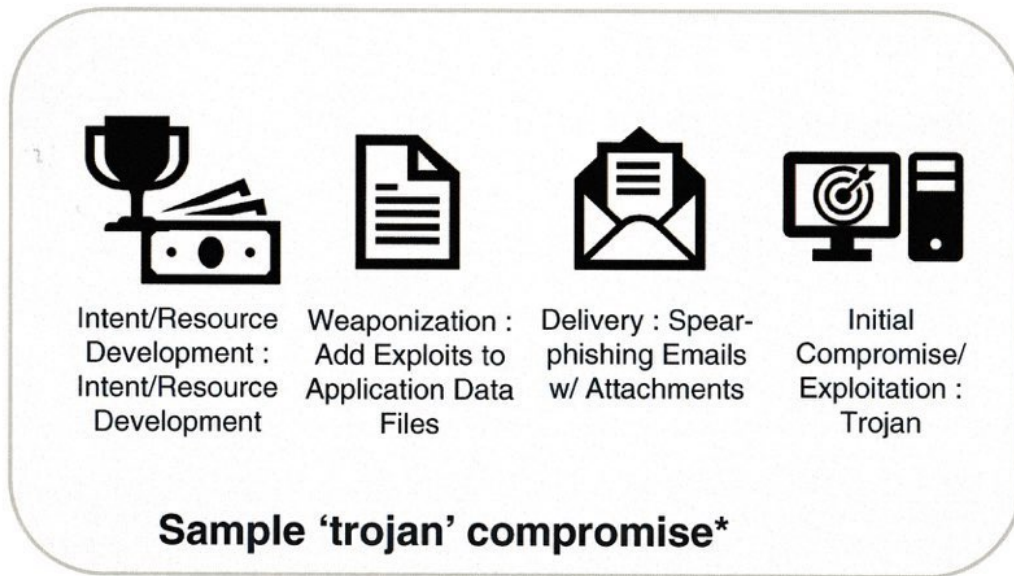 Intent/Resource
Development :
Intent/Resource
Development
Weaponization :
Add Exploits to
Application Data
Files
Delivery : Spear-
phishing Emails
w/ Attachments
Initial
Compromise/
Exploitation :
Trojan
Sample ‘trojan’ compromise*